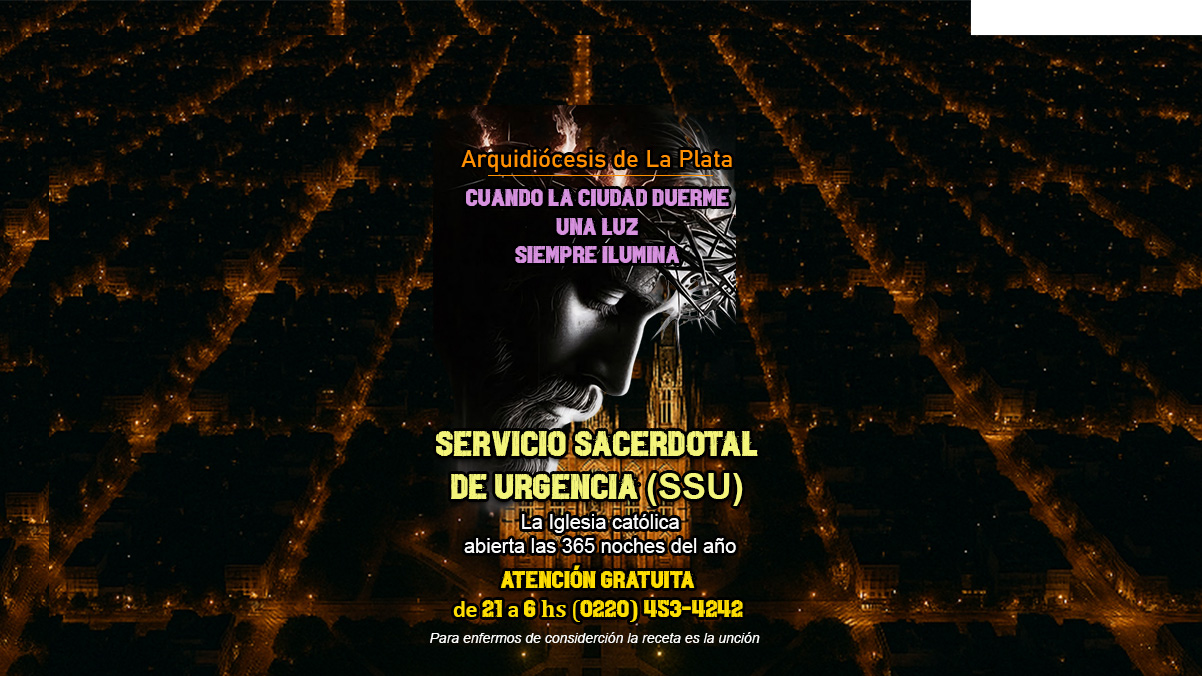 Arquidiócesis de La Plata
CUANDO LA CIUDAD DUERME
UNA LUZ
SIEMPRE ILUMINA
SERVICIO SACERDOTAL
DE URGENCIA (SSU)
La Iglesia católica
abierta las 365 noches del año
ATENCIÓN GRATUITA
de 21 a 6 hs (0220) 453-4242
Para enfermos de considerción la receta es la unción